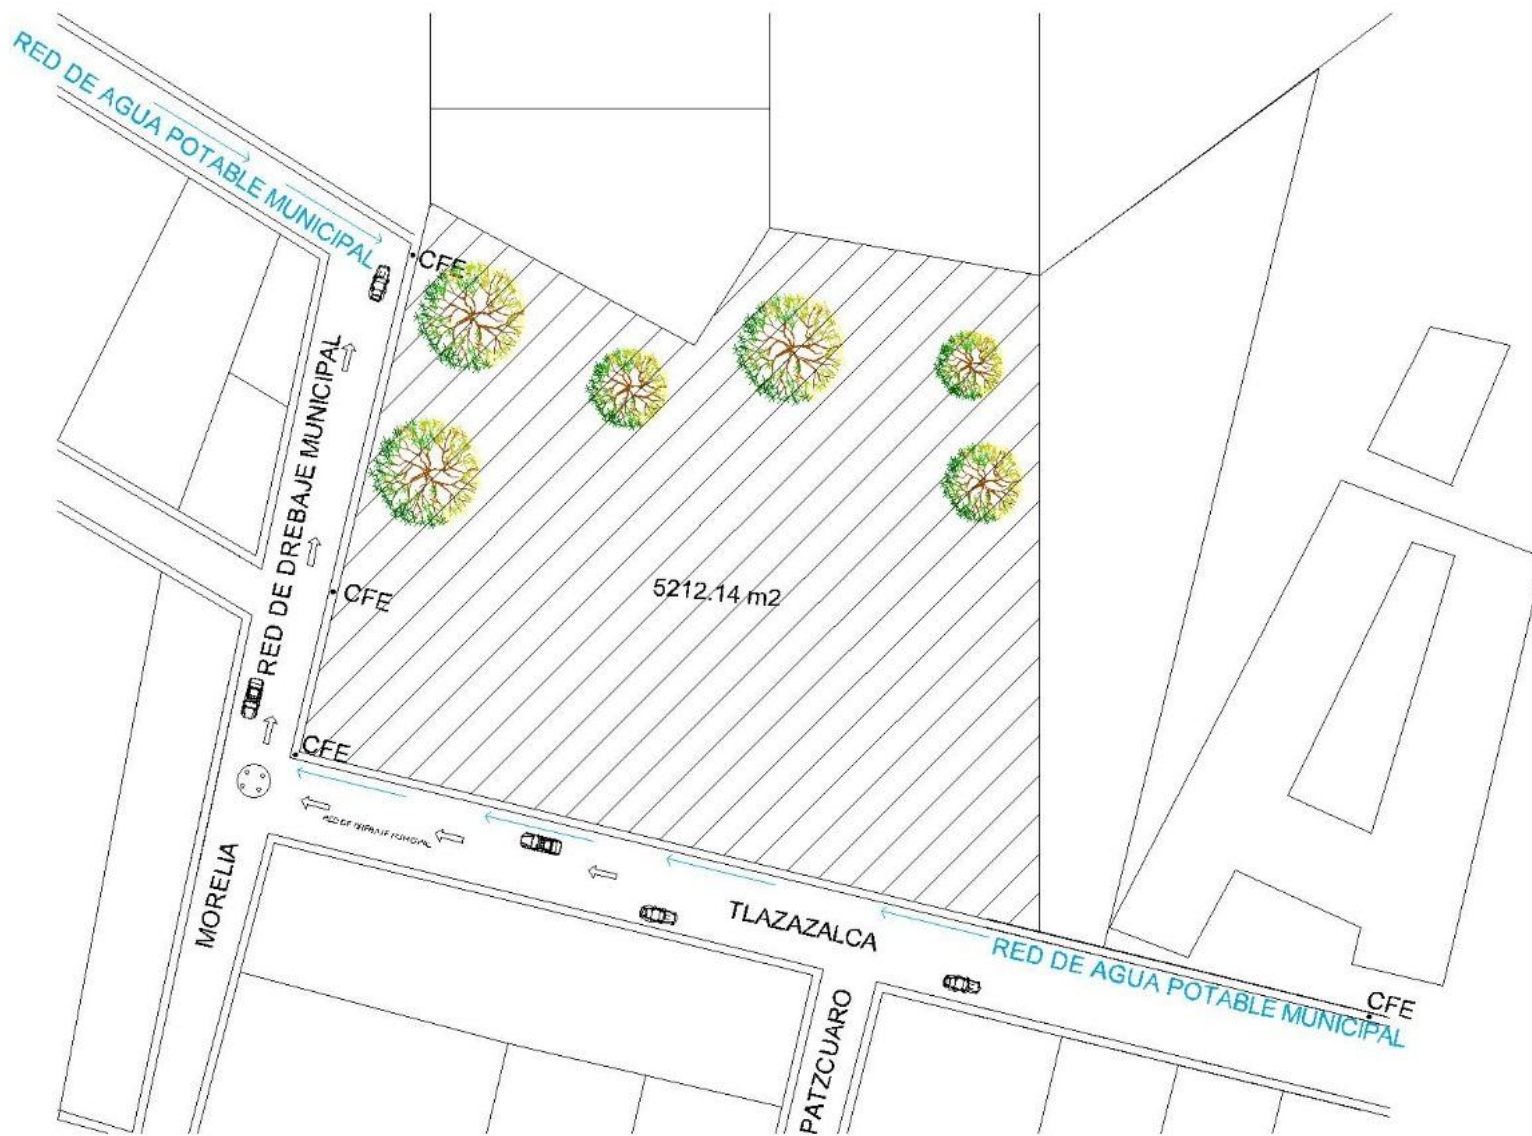 RED DE AGUA POTABLE MUNICIPAL
CFE
RED DE DREBAJE MUNICIPAL
CFE
5212.14 m2
CFE
MORELIA
TLAZAZALCA
RED DE AGUA POTABLE MUNICIPAL
PATZCUARO
CFE